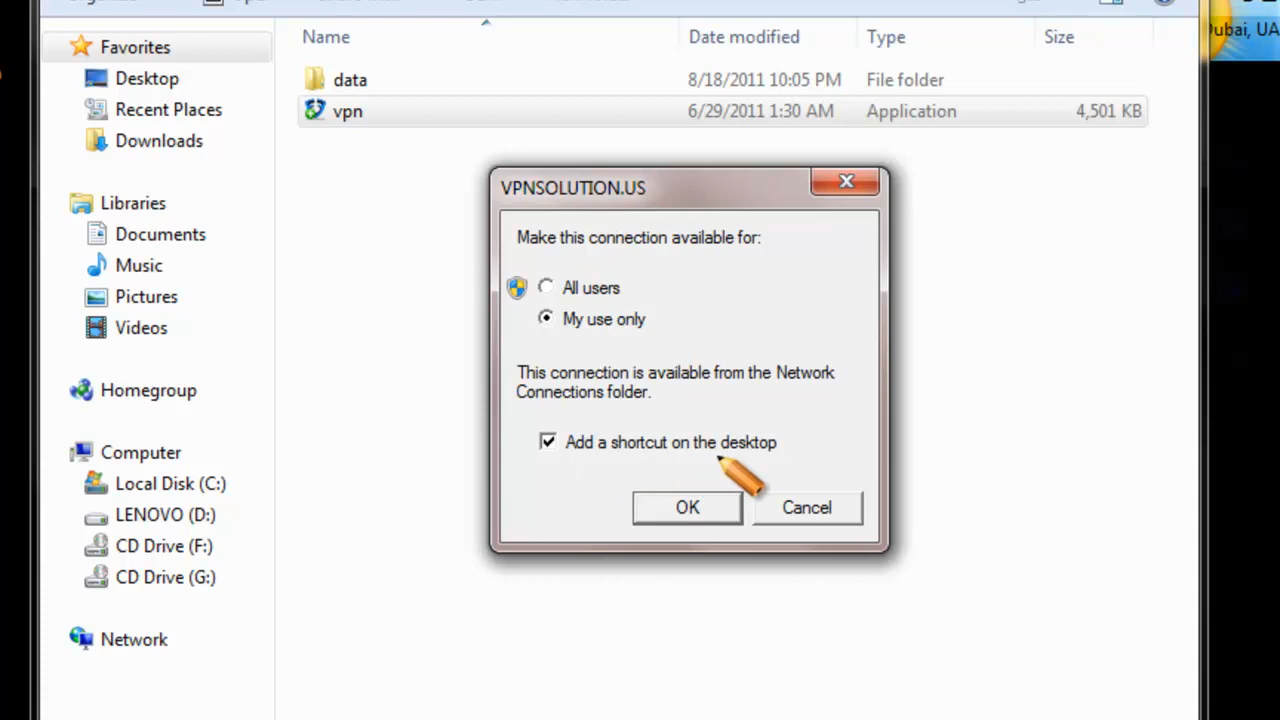 Name Date modified Type Size
Favorites
Desktop
Recent Places
Downloads
Libraries
Documents
Music
Pictures
Videos
Homegroup
Computer
Local Disk (C:)
LENOVO (D:)
CD Drive (F:)
CD Drive (G:)
Network
data 8/18/2011 10:05 PM File folder
vpn 6/29/2011 1:30 AM Application 4,501 KB
VPNSOLUTION.US
Make this connection available for:
All users
My use only
This connection is available from the Network
Connections folder.
Add a shortcut on the desktop
OK Cancel
Dubai, UA